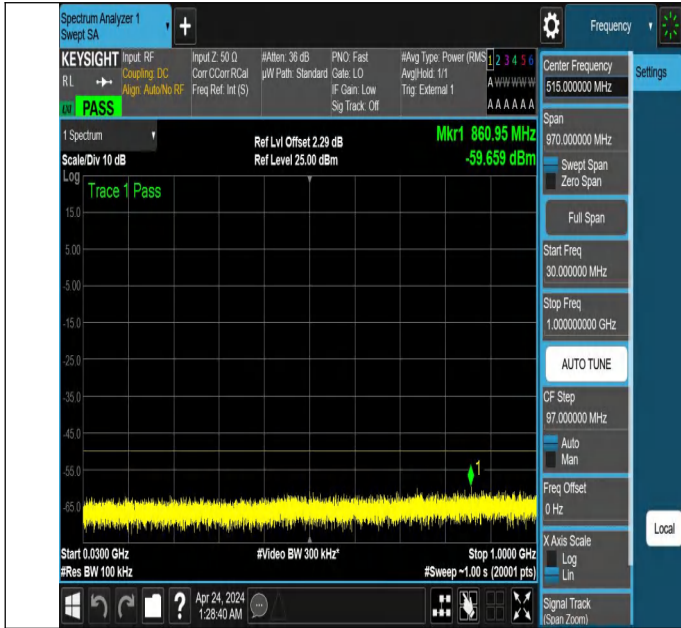 Spectrum Analyzer 1
Swept SA
+
Frequency
KEYSIGHT
RL
PASS
Input: RF
Coupling: DC
Align: Auto/No RF
Input Z: 50 Ω
Corr CCorr RCal
Freq Ref: Int (S)
#Atten: 36 dB
µW Path: Standard
PNO: Fast
Gate: LO
IF Gain: Low
Sig Track: Off
#Avg Type: Power (RMS
Avg|Hold: 1/1
Trig: External 1
1 2 3 4 5 6
A W W W W W
A A A A A A
1 Spectrum
Scale/Div 10 dB
Ref Lvl Offset 2.29 dB
Ref Level 25.00 dBm
Mkr1 860.95 MHz
-59.659 dBm
Log
Trace 1 Pass
15.0
5.00
-5.00
-15.0
-25.0
-35.0
-45.0
-55.0
-65.0
1
Start 0.0300 GHz
#Res BW 100 kHz
#Video BW 300 kHz*
Stop 1.0000 GHz
#Sweep ~1.00 s (20001 pts)
Apr 24, 2024
1:28:40 AM
?
Center Frequency
515.000000 MHz
Settings
Span
970.000000 MHz
Swept Span
Zero Span
Full Span
Start Freq
30.000000 MHz
Stop Freq
1.000000000 GHz
AUTO TUNE
CF Step
97.000000 MHz
Auto
Man
Freq Offset
0 Hz
Local
X Axis Scale
Log
Lin
Signal Track
(Span Zoom)